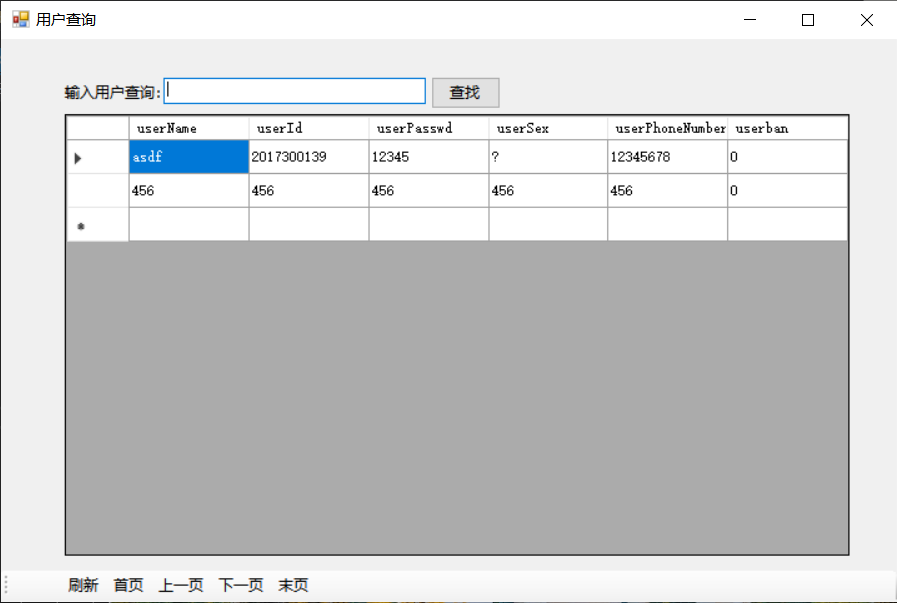 用户查询
输入用户查询: 查找
userName userId userPasswd userSex userPhoneNumber userban
asdf 2017300139 12345 ? 12345678 0
456 456 456 456 456 0
刷新 首页 上一页 下一页 末页